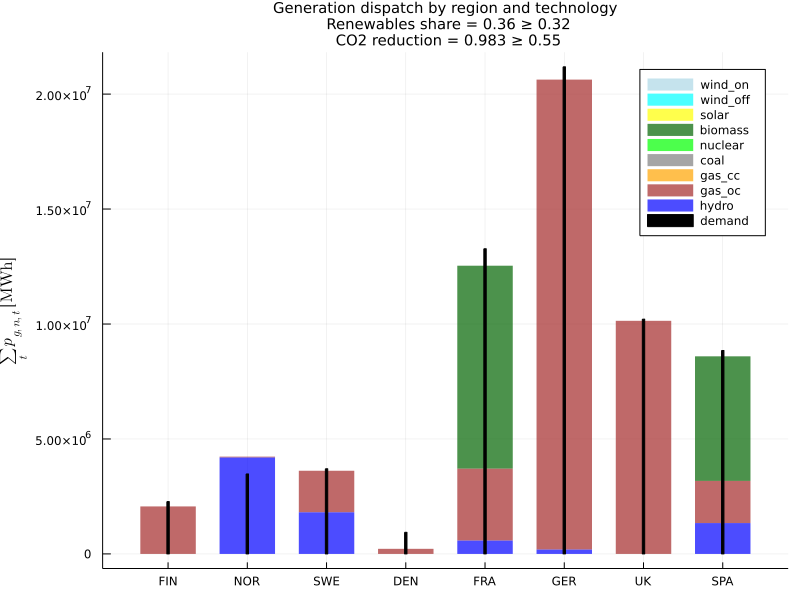 Generation dispatch by region and technology
Renewables share = 0.36 ≥ 0.32
CO2 reduction = 0.983 ≥ 0.55
2.00×10⁷
1.50×10⁷
1.00×10⁷
5.00×10⁶
0
∑ₜ p g, n, t [MWh]
wind_on
wind_off
solar
biomass
nuclear
coal
gas_cc
gas_oc
hydro
demand
FIN NOR SWE DEN FRA GER UK SPA